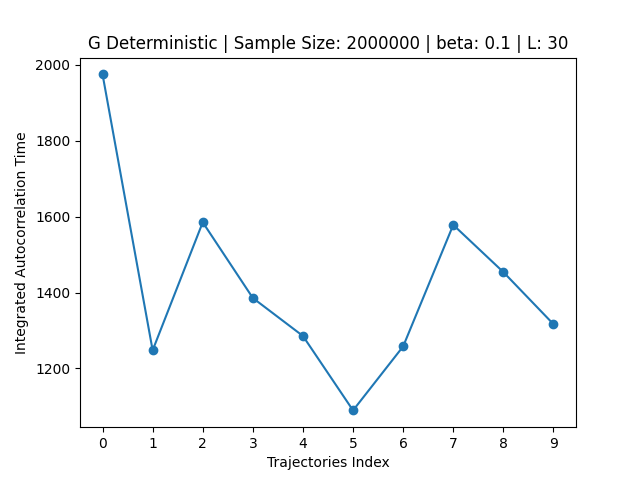 G Deterministic | Sample Size: 2000000 | beta: 0.1 | L: 30
Integrated Autocorrelation Time
2000
1800
1600
1400
1200
0 1 2 3 4 5 6 7 8 9
Trajectories Index